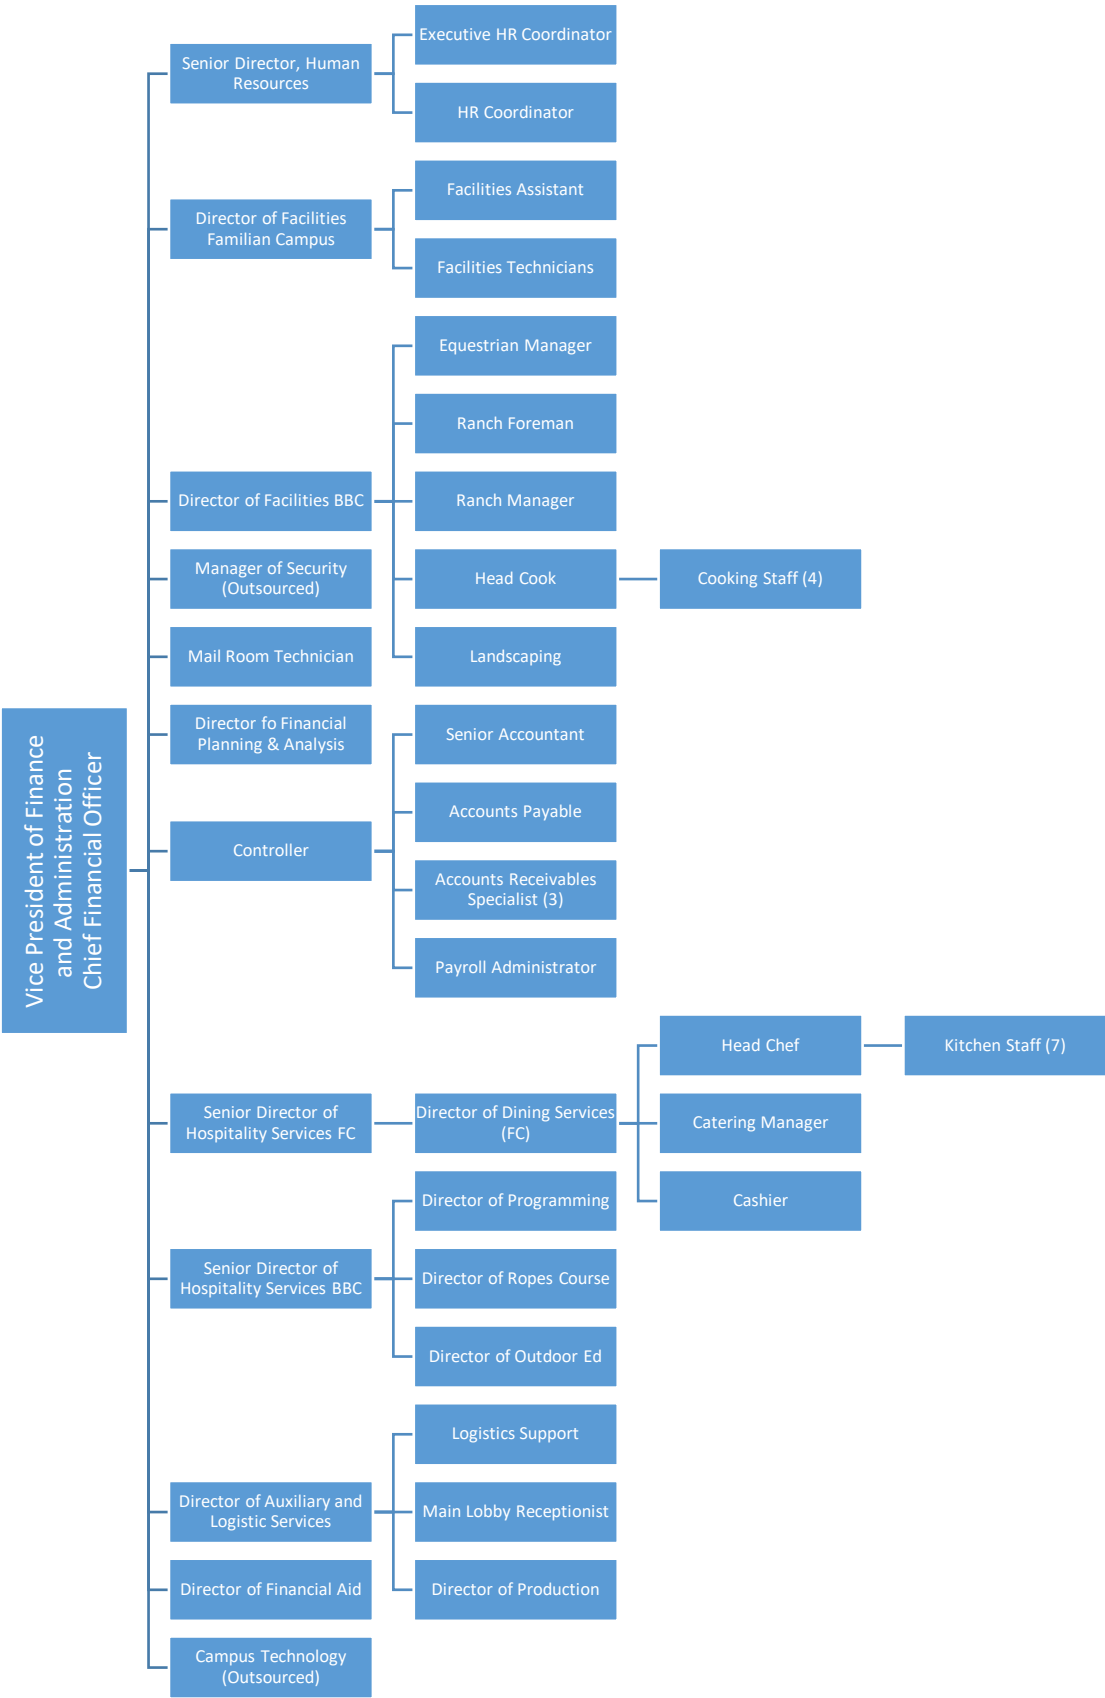 Vice President of Finance
and Administration
Chief Financial Officer
Senior Director, Human
Resources
Executive HR Coordinator
HR Coordinator
Director of Facilities
Familian Campus
Facilities Assistant
Facilities Technicians
Director of Facilities BBC
Equestrian Manager
Ranch Foreman
Ranch Manager
Head Cook
Cooking Staff (4)
Landscaping
Manager of Security
(Outsourced)
Mail Room Technician
Director fo Financial
Planning & Analysis
Controller
Senior Accountant
Accounts Payable
Accounts Receivables
Specialist (3)
Payroll Administrator
Senior Director of
Hospitality Services FC
Director of Dining Services
(FC)
Head Chef
Kitchen Staff (7)
Catering Manager
Cashier
Senior Director of
Hospitality Services BBC
Director of Programming
Director of Ropes Course
Director of Outdoor Ed
Director of Auxiliary and
Logistic Services
Logistics Support
Main Lobby Receptionist
Director of Production
Director of Financial Aid
Campus Technology
(Outsourced)